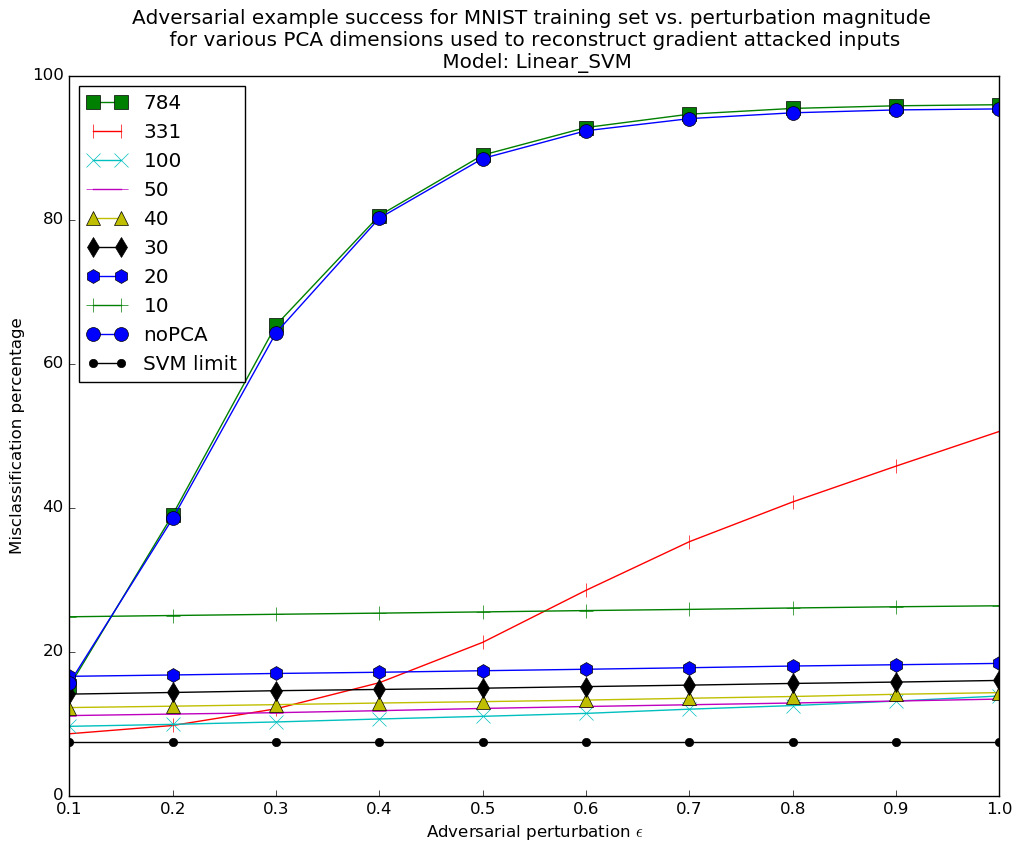 Adversarial example success for MNIST training set vs. perturbation magnitude
for various PCA dimensions used to reconstruct gradient attacked inputs
Model: Linear_SVM
100
80
60
40
20
0
Misclassification percentage
784
331
100
50
40
30
20
10
noPCA
SVM limit
0.1 0.2 0.3 0.4 0.5 0.6 0.7 0.8 0.9 1.0
Adversarial perturbation ϵ